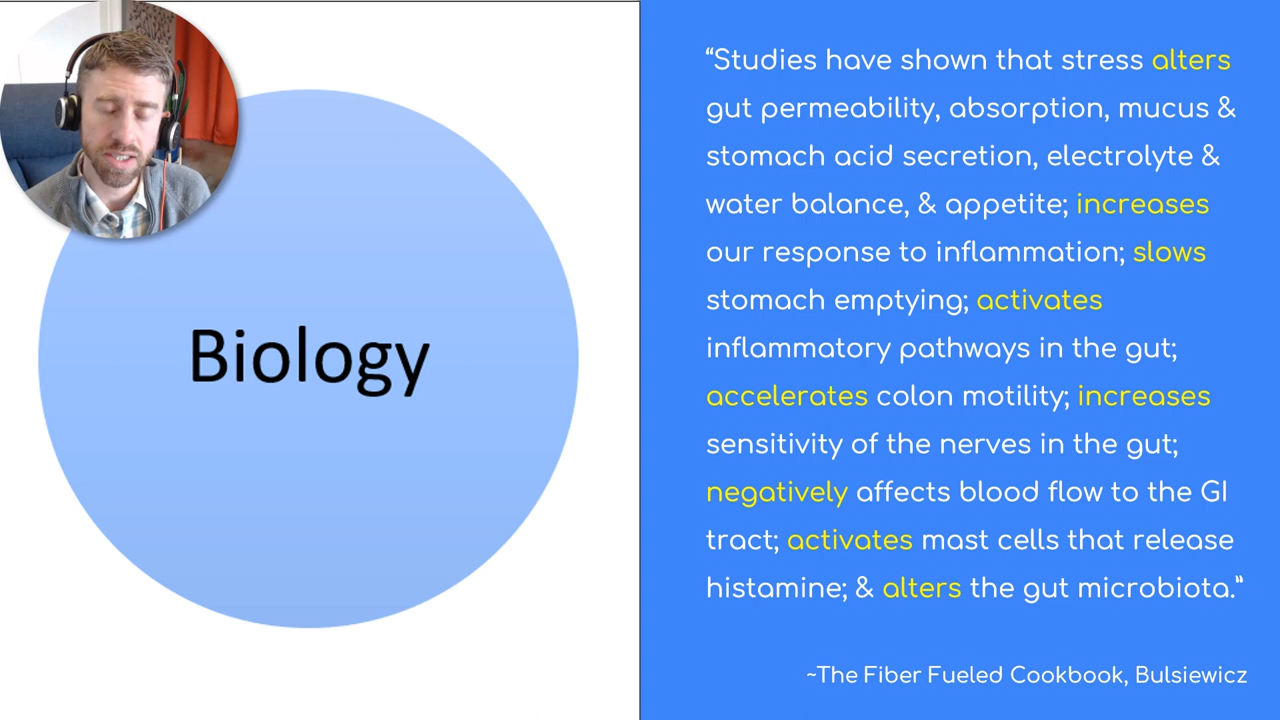 Biology
“Studies have shown that stress alters
gut permeability, absorption, mucus &
stomach acid secretion, electrolyte &
water balance, & appetite; increases
our response to inflammation; slows
stomach emptying; activates
inflammatory pathways in the gut;
accelerates colon motility; increases
sensitivity of the nerves in the gut;
negatively affects blood flow to the GI
tract; activates mast cells that release
histamine; & alters the gut microbiota.”
~The Fiber Fueled Cookbook, Bulsiewicz